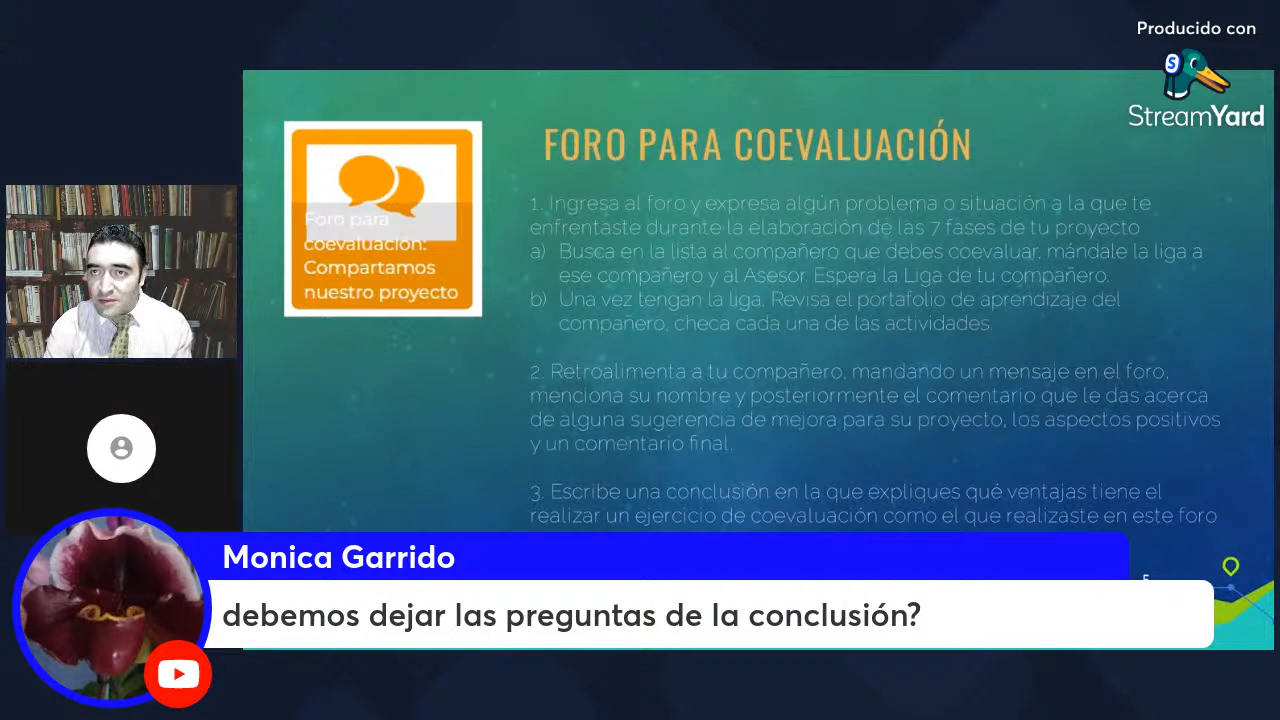 Producido con
StreamYard
FORO PARA COEVALUACIÓN
Foro para
coevaluación:
Compartamos
nuestro proyecto
1. Ingresa al foro y expresa algún problema o situación a la que te
enfrentaste durante la elaboración de las 7 fases de tu proyecto
a) Busca en la lista al compañero que debes coevaluar, mándale la liga a
ese compañero y al Asesor. Espera la Liga de tu compañero.
b) Una vez tengan la liga. Revisa el portafolio de aprendizaje del
compañero, checa cada una de las actividades.
2. Retroalimenta a tu compañero, mandando un mensaje en el foro,
menciona su nombre y posteriormente el comentario que le das acerca
de alguna sugerencia de mejora para su proyecto, los aspectos positivos
y un comentario final.
3. Escribe una conclusión en la que expliques qué ventajas tiene el
realizar un ejercicio de coevaluación como el que realizaste en este foro
Monica Garrido
debemos dejar las preguntas de la conclusión?